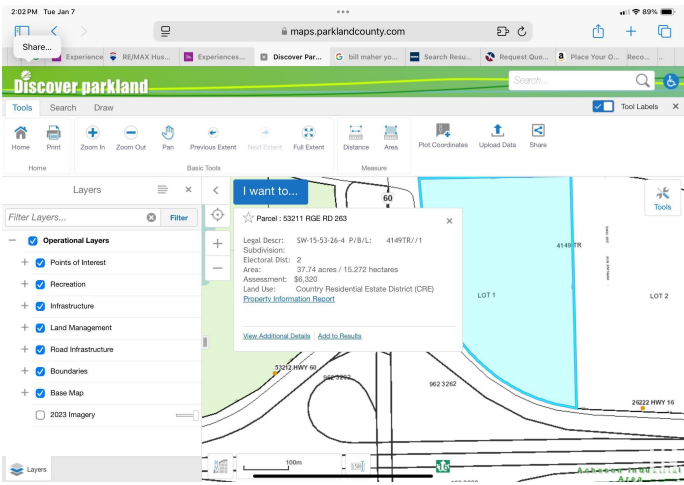 2:02 PM Tue Jan 7
89%
maps.parklandcounty.com
Share...
Experience
RE/MAX Hus...
Experiences...
Discover Par...
bill maher yo...
Search Resu...
Request Quo...
Place Your O...
Reco...
Discover parkland
Search...
Tools
Search
Draw
Tool Labels
Home
Print
Zoom In
Zoom Out
Pan
Previous Extent
Next Extent
Full Extent
Distance
Area
Plot Coordinates
Upload Data
Share
Home
Basic Tools
Measure
Layers
I want to...
Tools
Filter Layers...
Filter
Operational Layers
Points of Interest
Recreation
Infrastructure
Land Management
Road Infrastructure
Boundaries
Base Map
2023 Imagery
Layers
60
Parcel : 53211 RGE RD 263
Legal Descr: SW-15-53-26-4 P/B/L: 4149TR//1
Subdivision:
Electoral Dist: 2
Area: 37.74 acres / 15.272 hectares
Assessment: $6,320
Land Use: Country Residential Estate District (CRE)
Property Information Report
View Additional Details
Add to Results
4149 TR
LOT 1
LOT 2
53212 HWY 60
962 3262
962 3262
26222 HWY 16
100m
16
Acheson Industrial
Area